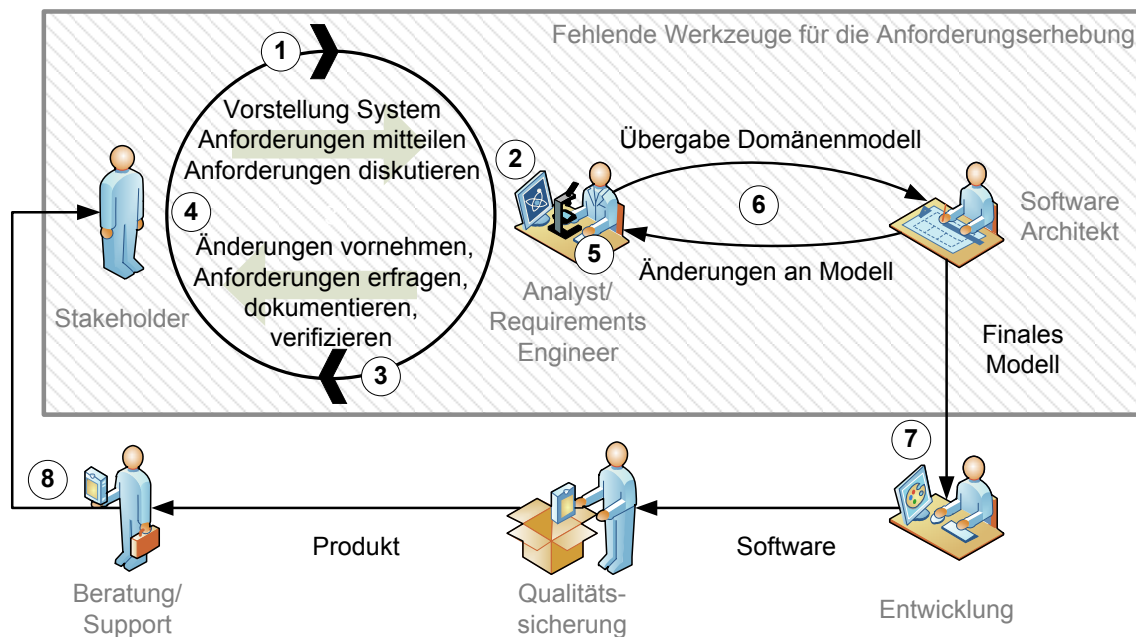 Fehlende Werkzeuge für die Anforderungserhebung
1
Vorstellung System
Anforderungen mitteilen
Anforderungen diskutieren
2
Übergabe Domänenmodell
4
6
Software
Architekt
Änderungen vornehmen,
Anforderungen erfragen,
dokumentieren,
verifizieren
5
Änderungen an Modell
Stakeholder
Analyst/
Requirements
Engineer
3
Finales
Modell
7
8
Produkt
Software
Beratung/
Support
Qualitäts-
sicherung
Entwicklung